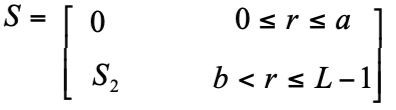 S = [ 0   0 ≤ r ≤ a
S₂   b < r ≤ L − 1 ]